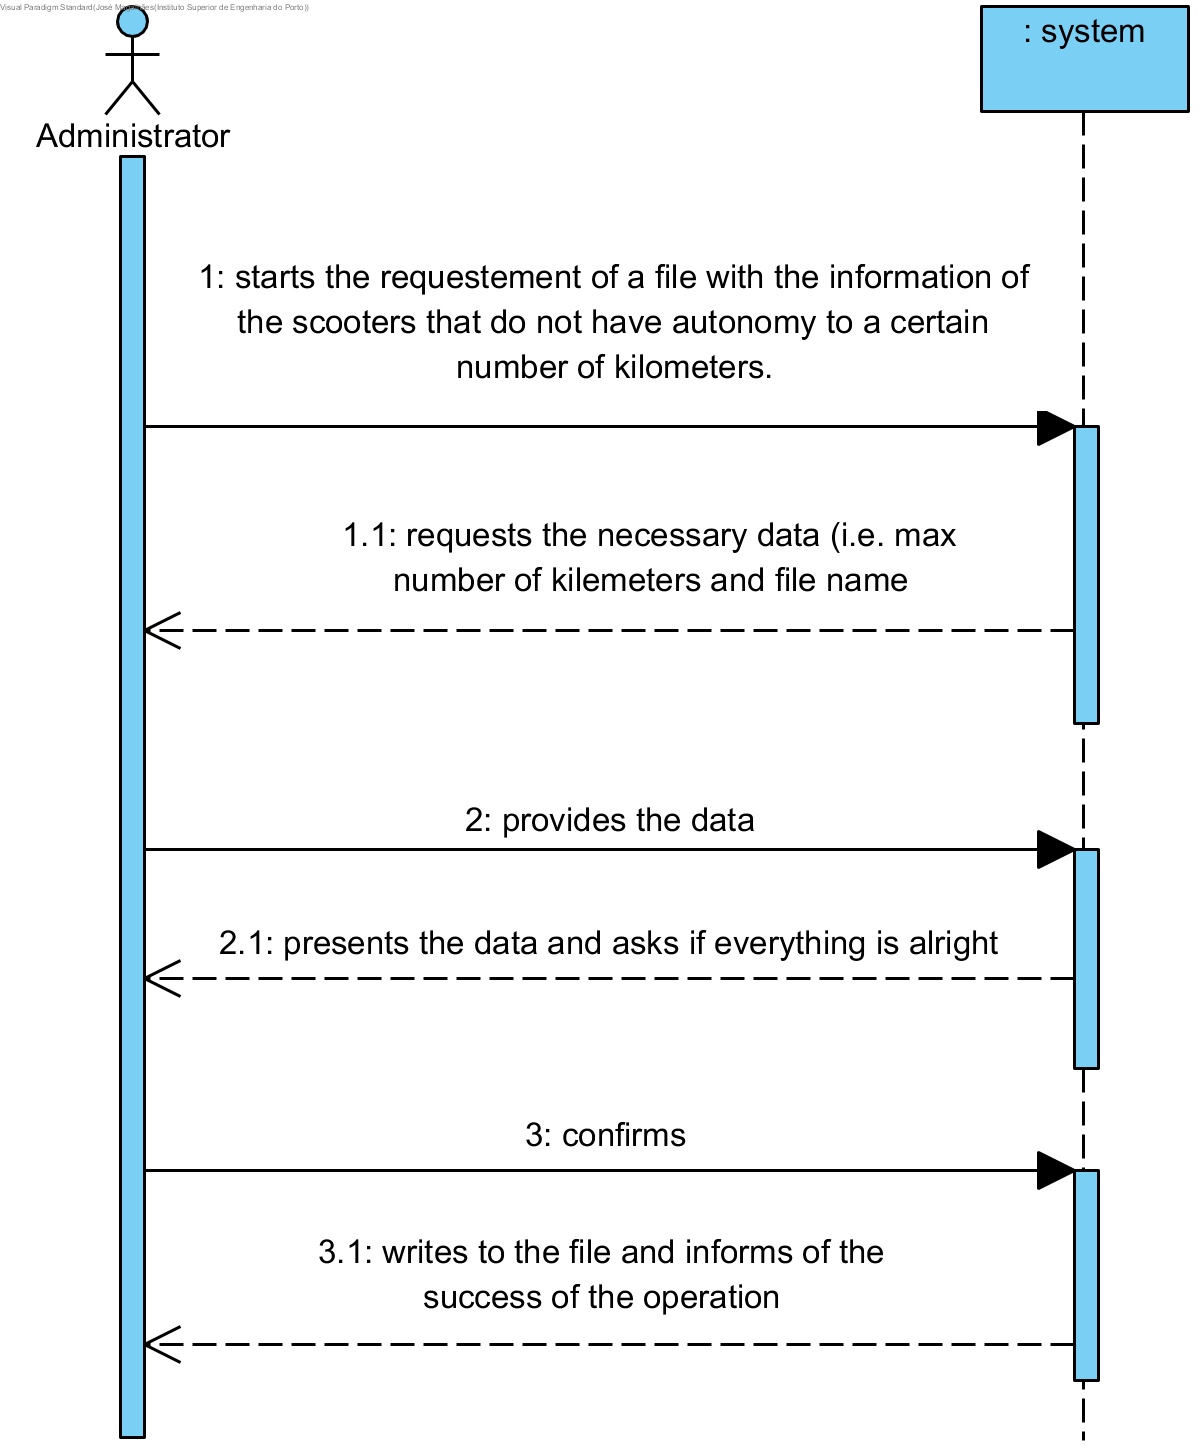 Visual Paradigm Standard(José Magalhães(Instituto Superior de Engenharia do Porto))
: system
Administrator
1: starts the requestement of a file with the information of
the scooters that do not have autonomy to a certain
number of kilometers.
1.1: requests the necessary data (i.e. max
number of kilemeters and file name
2: provides the data
2.1: presents the data and asks if everything is alright
3: confirms
3.1: writes to the file and informs of the
success of the operation